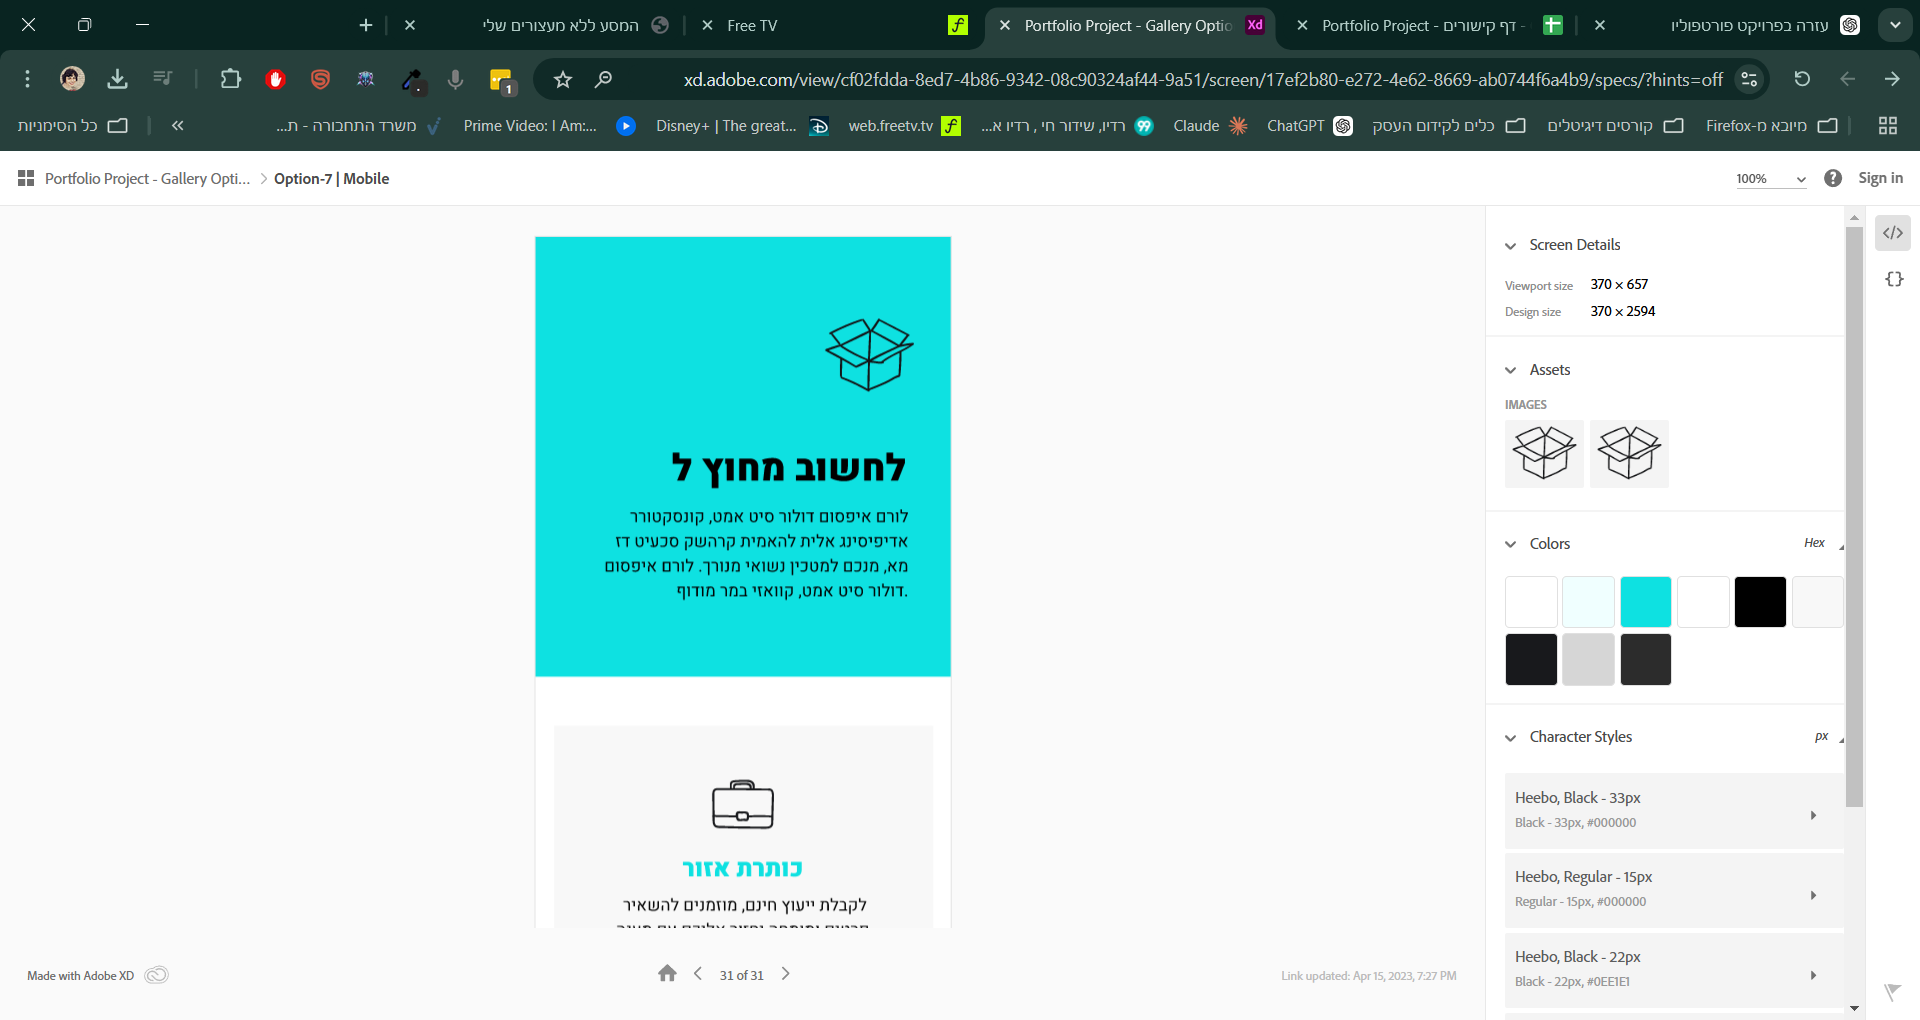 המסע ללא מעצורים שלי
Free TV
Portfolio Project - Gallery Optio
Xd
Portfolio Project - דף קישורים -
עזרה בפרויקט פורטפוליו
1
xd.adobe.com/view/cf02fdda-8ed7-4b86-9342-08c90324af44-9a51/screen/17ef2b80-e272-4e62-8669-ab0744f6a4b9/specs/?hints=off
כל הסימניות
משרד התחבורה - ת...
Prime Video: I Am:...
Disney+ | The great...
web.freetv.tv
רדיו, שידור חי , רדיו א...
99
Claude
ChatGPT
כלים לקידום העסק
קורסים דיגיטלים
מיובא מ-Firefox
Portfolio Project - Gallery Opti...
Option-7 | Mobile
100%
Sign in
לחשוב מחוץ ל
לורם איפסום דולור סיט אמט, קונסקטורר
אדיפיסינג אלית להאמית קרהשק סכעיט דז
מא, מנכם למטכין נשואי מנורך. לורם איפסום
דולור סיט אמט, קוואזי במר מודוף.
כותרת אזור
לקבלת ייעוץ חינם, מוזמנים להשאיר
Screen Details
Viewport size 370 × 657
Design size 370 × 2594
Assets
IMAGES
Colors
Hex
Character Styles
px
Heebo, Black - 33px
Black - 33px, #000000
Heebo, Regular - 15px
Regular - 15px, #000000
Heebo, Black - 22px
Black - 22px, #0EE1E1
Made with Adobe XD
31 of 31
Link updated: Apr 15, 2023, 7:27 PM